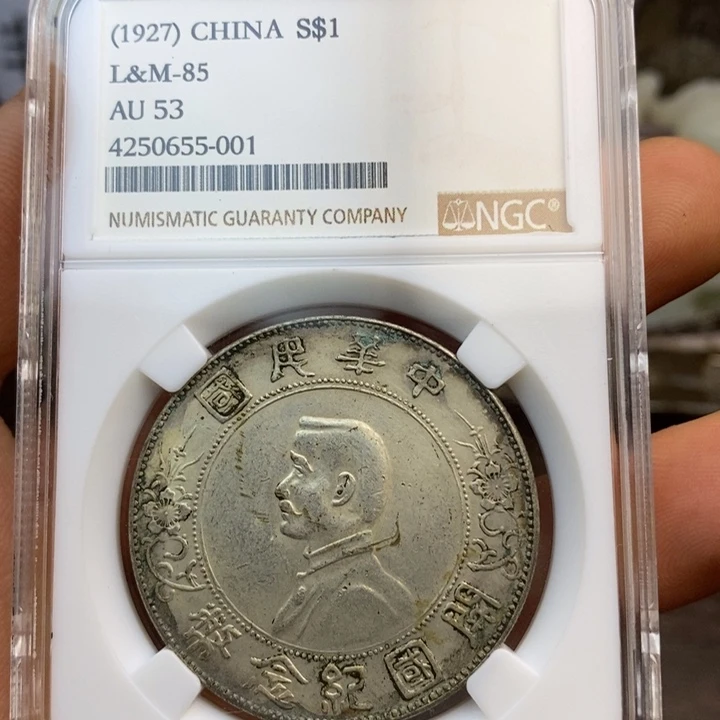 (1927) CHINA S$1
L&M-85
AU 53
4250655-001
NUMISMATIC GUARANTY COMPANY
NGC®
中華民國
開國紀念幣